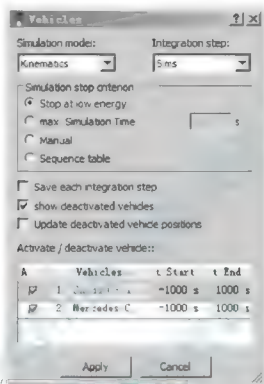 Vehicles
Simulation mode::
Integration step:
Kinematics
5 ms
Simulation stop criterion
Stop at low energy
max. Simulation Time
s
Manual
Sequence table
Save each integration step
show deactivated vehicles
Update deactivated vehicle positions
Activate / deactivate vehicle::
A Vehicles t Start t End
1 -1000 s 1000 s
2 Mercedes C -1000 s 1000 s
Apply Cancel